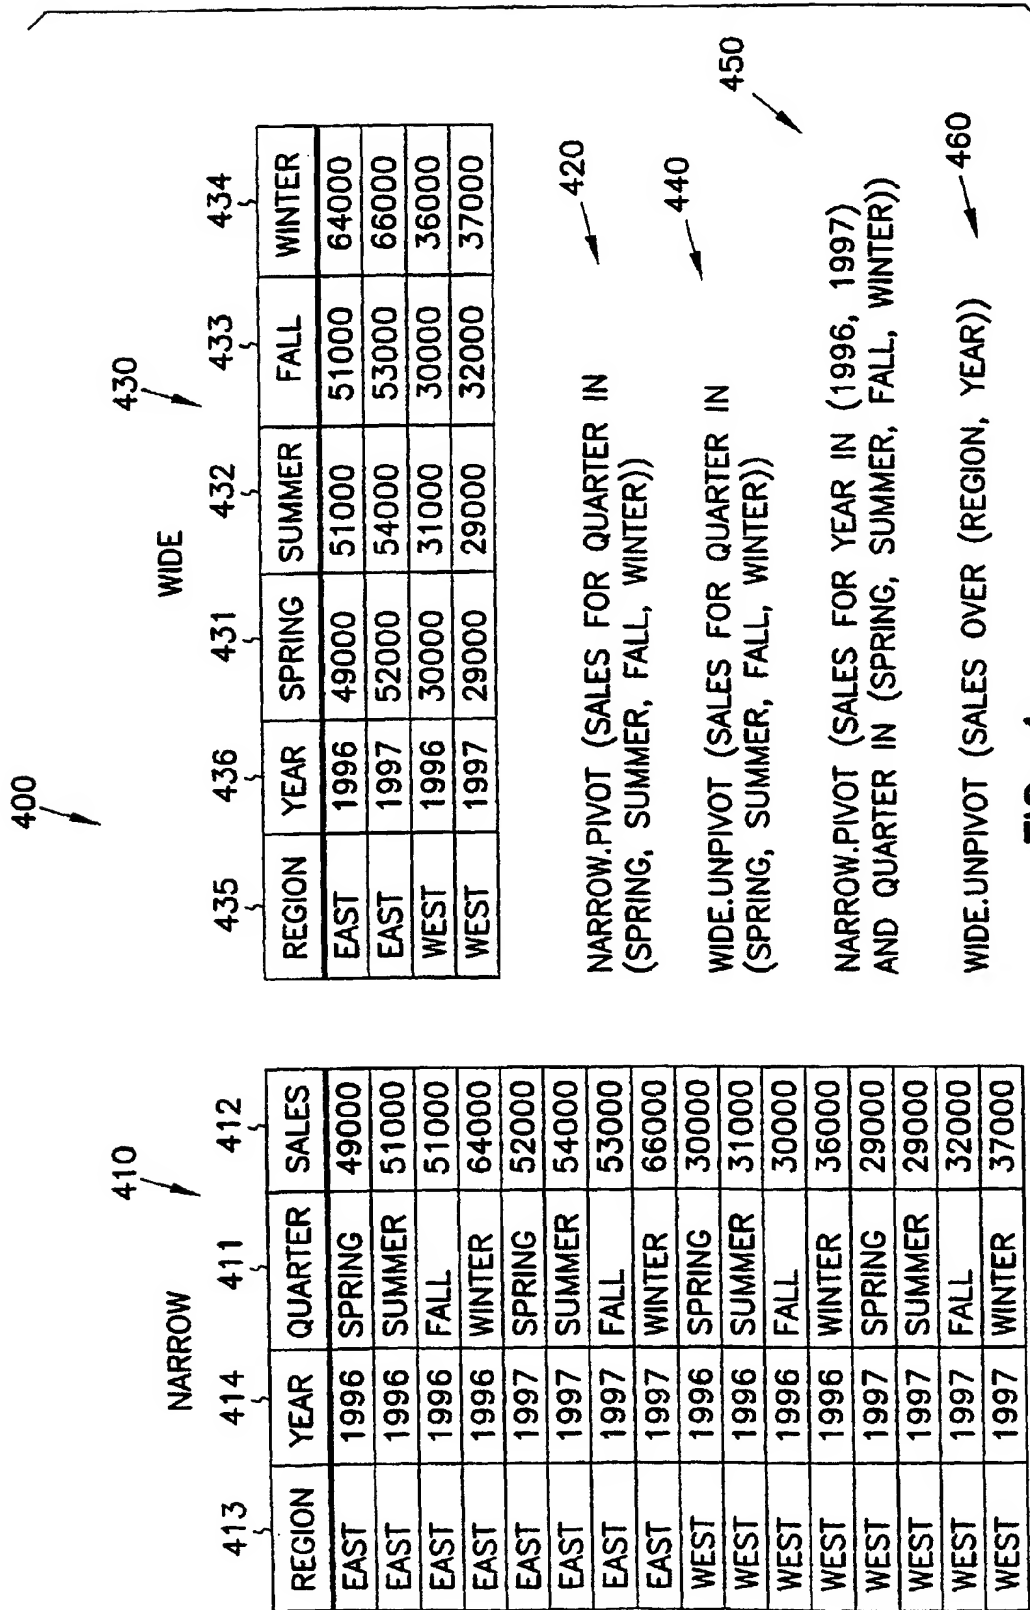 400
NARROW
410
413 414 411 412
REGION YEAR QUARTER SALES
EAST 1996 SPRING 49000
EAST 1996 SUMMER 51000
EAST 1996 FALL 51000
EAST 1996 WINTER 64000
EAST 1997 SPRING 52000
EAST 1997 SUMMER 54000
EAST 1997 FALL 53000
EAST 1997 WINTER 66000
WEST 1996 SPRING 30000
WEST 1996 SUMMER 31000
WEST 1996 FALL 30000
WEST 1996 WINTER 36000
WEST 1997 SPRING 29000
WEST 1997 SUMMER 29000
WEST 1997 FALL 32000
WEST 1997 WINTER 37000
WIDE
430
435 436 431 432 433 434
REGION YEAR SPRING SUMMER FALL WINTER
EAST 1996 49000 51000 51000 64000
EAST 1997 52000 54000 53000 66000
WEST 1996 30000 31000 30000 36000
WEST 1997 29000 29000 32000 37000
NARROW.PIVOT (SALES FOR QUARTER IN
(SPRING, SUMMER, FALL, WINTER))
420
WIDE.UNPIVOT (SALES FOR QUARTER IN
(SPRING, SUMMER, FALL, WINTER))
440
NARROW.PIVOT (SALES FOR YEAR IN (1996, 1997)
AND QUARTER IN (SPRING, SUMMER, FALL, WINTER))
450
WIDE.UNPIVOT (SALES OVER (REGION, YEAR))
460